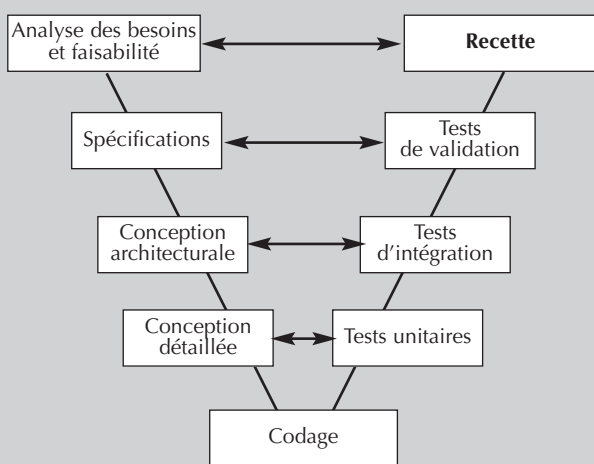 Analyse des besoins
et faisabilité
Recette
Spécifications
Tests
de validation
Conception
architecturale
Tests
d'intégration
Conception
détaillée
Tests unitaires
Codage